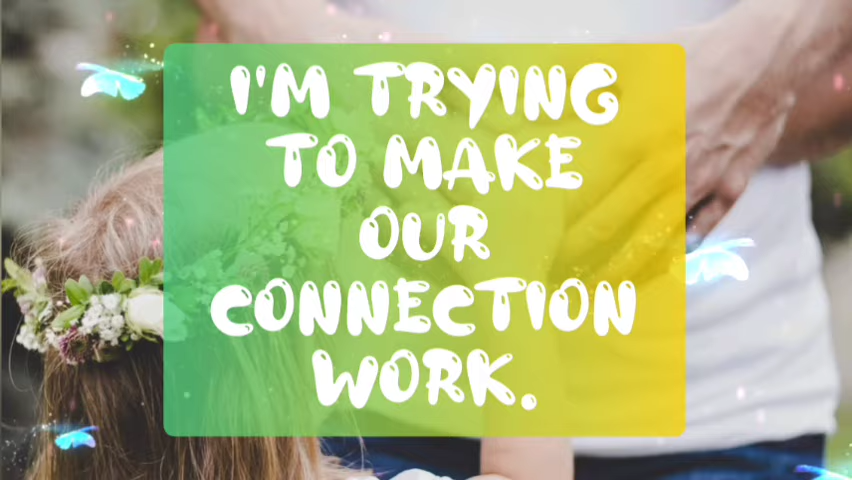 I'M TRYING
TO MAKE
OUR
CONNECTION
WORK.